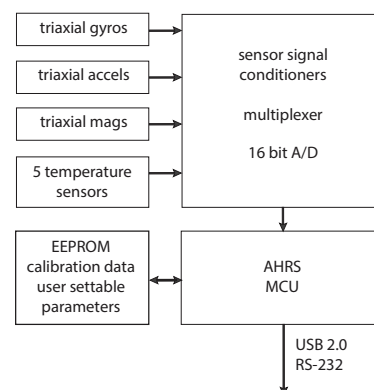 triaxial gyros
triaxial accels
triaxial mags
5 temperature
sensors
sensor signal
conditioners
multiplexer
16 bit A/D
EEPROM
calibration data
user settable
parameters
AHRS
MCU
USB 2.0
RS-232